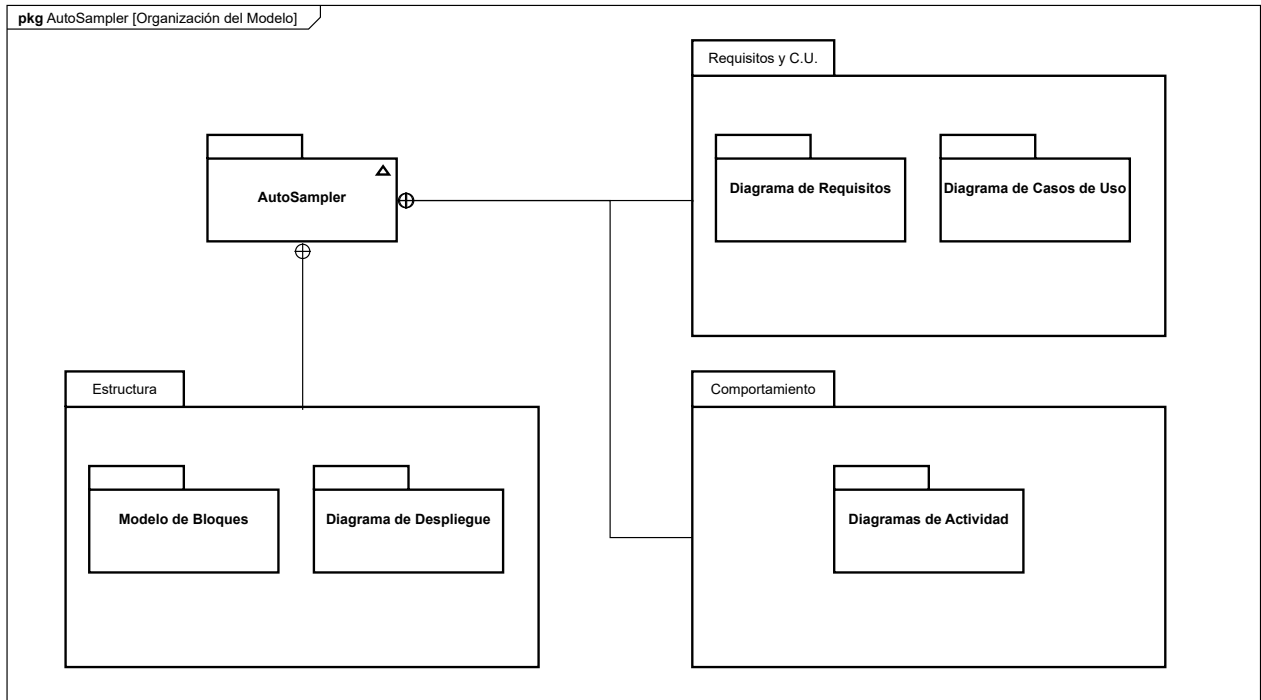 pkg AutoSampler [Organización del Modelo]
Requisitos y C.U.
AutoSampler
Diagrama de Requisitos
Diagrama de Casos de Uso
Estructura
Comportamiento
Modelo de Bloques
Diagrama de Despliegue
Diagramas de Actividad